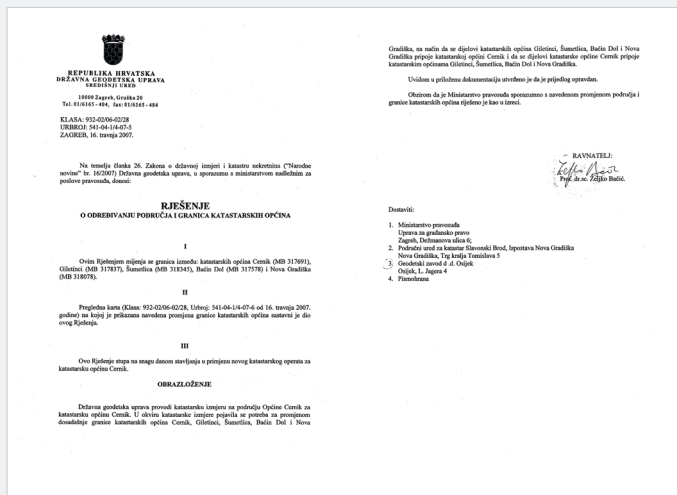 REPUBLIKA HRVATSKA
DRŽAVNA GEODETSKA UPRAVA
SREDIŠNJI URED
10000 Zagreb, Gruška 20
Tel. 01/6165 - 404, fax: 01/6165 - 484
KLASA: 932-02/06-02/28
URBROJ: 541-04-1/4-07-5
ZAGREB, 16. travnja 2007.
Na temelju članka 26. Zakona o državnoj izmjeri i katastru nekretnina ("Narodne
novine" br. 16/2007) Državna geodetska uprava, u sporazumu s ministarstvom nadležnim za
poslove pravosuđa, donosi:
RJEŠENJE
O ODREĐIVANJU PODRUČJA I GRANICA KATASTARSKIH OPĆINA
I
Ovim Rješenjem mijenja se granica između: katastarskih općina Cernik (MB 317691),
Giletinci (MB 317837), Šumetlica (MB 318345), Baćin Dol (MB 317578) i Nova Gradiška
(MB 318078).
II
Pregledna karta (Klasa: 932-02/06-02/28, Urbroj: 541-04-1/4-07-6 od 16. travnja 2007.
godine) na kojoj je prikazana navedena promjena granice katastarskih općina sastavni je dio
ovog Rješenja.
III
Ovo Rješenje stupa na snagu danom stavljanja u primjenu novog katastarskog operata za
katastarsku općinu Cernik.
OBRAZLOŽENJE
Državna geodetska uprava provodi katastarsku izmjeru na području Općine Cernik za
katastarsku općinu Cernik. U okviru katastarske izmjere pojavila se potreba za promjenom
dosadašnje granice katastarskih općina Cernik, Giletinci, Šumetlica, Baćin Dol i Nova
Gradiška, na način da se dijelovi katastarskih općina Giletinci, Šumetlica, Baćin Dol i Nova
Gradiška pripoje katastarskoj općini Cernik i da se dijelovi katastarske općine Cernik pripoje
katastarskim općinama Giletinci, Šumetlica, Baćin Dol i Nova Gradiška.
Uvidom u priloženu dokumentaciju utvrđeno je da je prijedlog opravdan.
Obzirom da je Ministarstvo pravosuđa sporazumno s navedenom promjenom područja i
granice katastarskih općina riješeno je kao u izreci.
RAVNATELJ:
Prof. dr.sc. Željko Bačić.
Dostaviti:
1. Ministarstvo pravosuđa
Uprava za građansko pravo
Zagreb, Dežmanova ulica 6;
2. Područni ured za katastar Slavonski Brod, Ispostava Nova Gradiška
Nova Gradiška, Trg kralja Tomislava 5
3. Geodetski zavod d .d. Osijek
Osijek, L. Jagera 4
4. Pismohrana